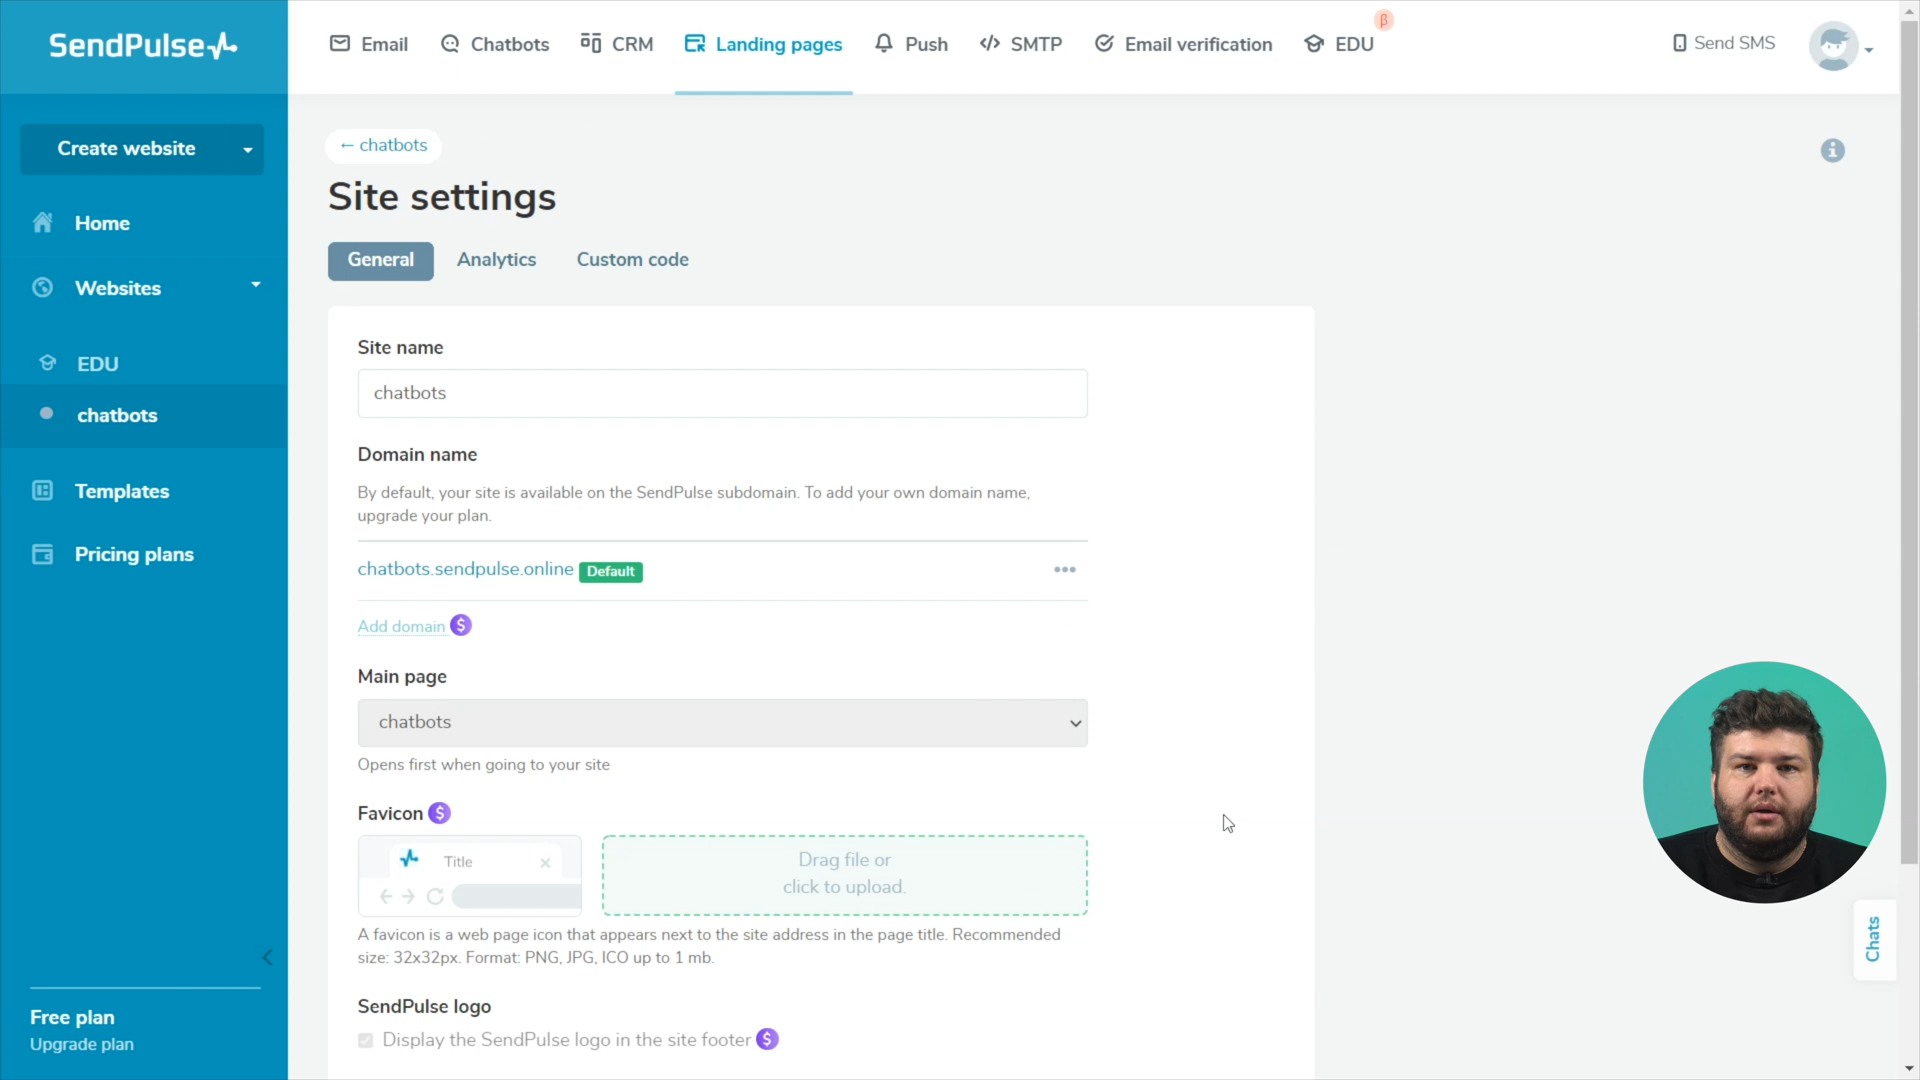 SendPulse
Email
Chatbots
CRM
Landing pages
Push
SMTP
Email verification
EDU
β
Send SMS
Create website
Home
Websites
EDU
chatbots
Templates
Pricing plans
Free plan
Upgrade plan
← chatbots
Site settings
General
Analytics
Custom code
Site name
chatbots
Domain name
By default, your site is available on the SendPulse subdomain. To add your own domain name,
upgrade your plan.
chatbots.sendpulse.online Default
Add domain $
Main page
chatbots
Opens first when going to your site
Favicon $
Title
Drag file or
click to upload.
A favicon is a web page icon that appears next to the site address in the page title. Recommended
size: 32x32px. Format: PNG, JPG, ICO up to 1 mb.
SendPulse logo
Display the SendPulse logo in the site footer $
Chats